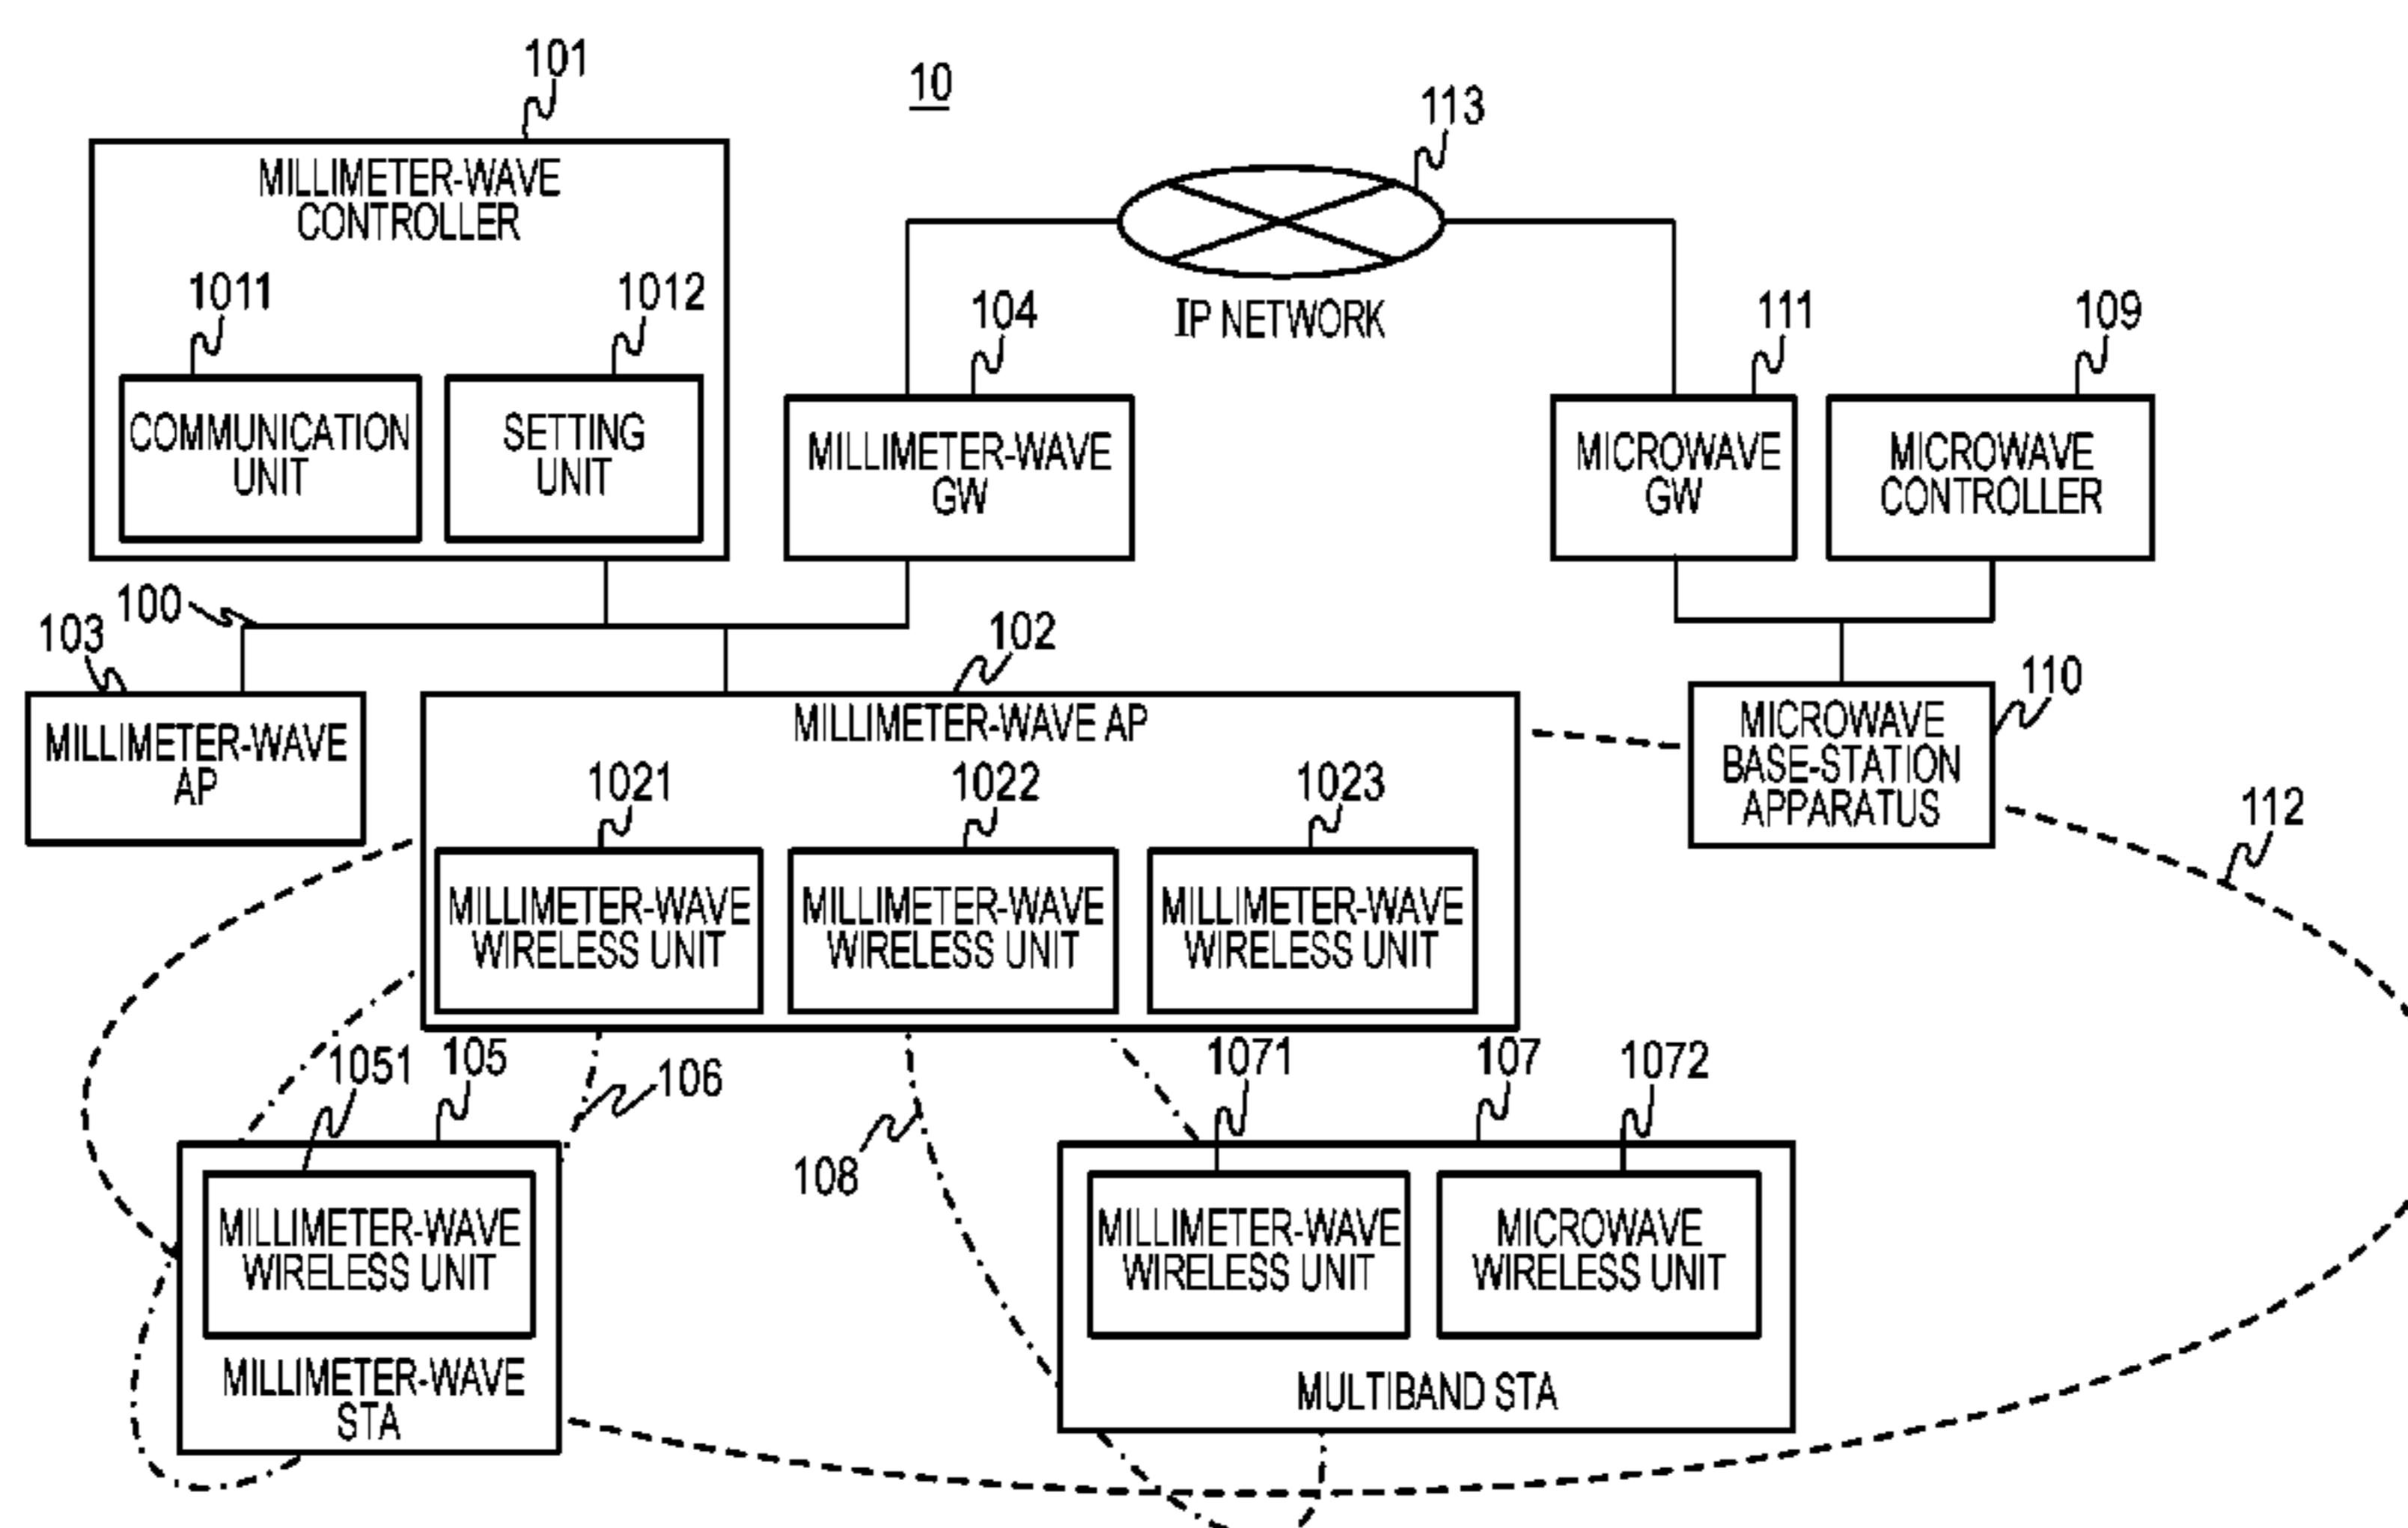 101
10
113
MILLIMETER-WAVE
CONTROLLER
1011
1012
104
IP NETWORK
111
109
COMMUNICATION
UNIT
SETTING
UNIT
MILLIMETER-WAVE
GW
MICROWAVE
GW
MICROWAVE
CONTROLLER
100
103
102
110
MILLIMETER-WAVE
AP
MILLIMETER-WAVE AP
MICROWAVE
BASE-STATION
APPARATUS
1021
1022
1023
112
MILLIMETER-WAVE
WIRELESS UNIT
MILLIMETER-WAVE
WIRELESS UNIT
MILLIMETER-WAVE
WIRELESS UNIT
1051
105
106
108
1071
107
1072
MILLIMETER-WAVE
WIRELESS UNIT
MILLIMETER-WAVE
STA
MILLIMETER-WAVE
WIRELESS UNIT
MICROWAVE
WIRELESS UNIT
MULTIBAND STA